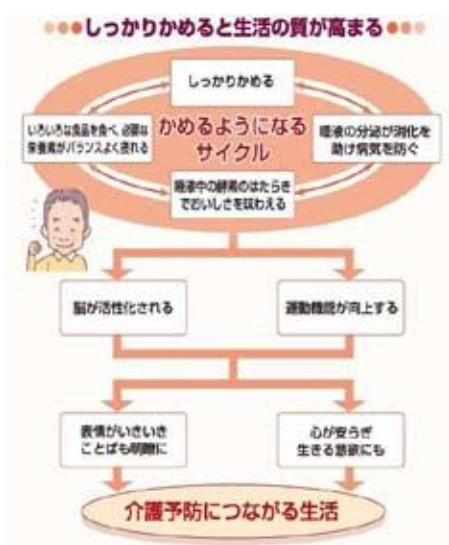 しっかりかめると生活の質が高まる
しっかりかめる
いろいろな食品を食べ、必要な
栄養素がバランスよく摂れる
かめるようになる
サイクル
唾液の分泌が消化を
助け病気を防ぐ
唾液中の酵素のはたらき
でおいしさを味わえる
脳が活性化される
運動機能が向上する
表情がいきいき
ことばも明瞭に
心が安らぎ
生きる意欲にも
介護予防につながる生活